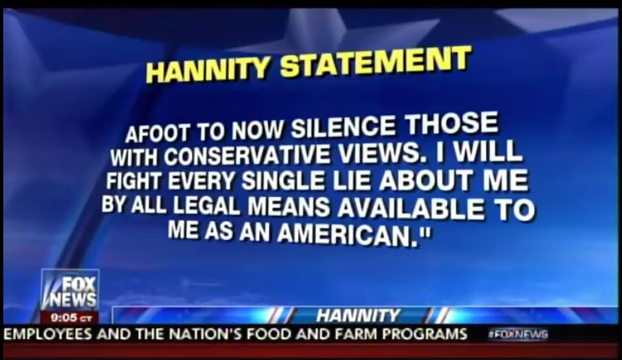 HANNITY STATEMENT
AFOOT TO NOW SILENCE THOSE
WITH CONSERVATIVE VIEWS. I WILL
FIGHT EVERY SINGLE LIE ABOUT ME
BY ALL LEGAL MEANS AVAILABLE TO
ME AS AN AMERICAN."
FOX
NEWS
9:05 CT
HANNITY
EMPLOYEES AND THE NATION'S FOOD AND FARM PROGRAMS
#FOXNEWS